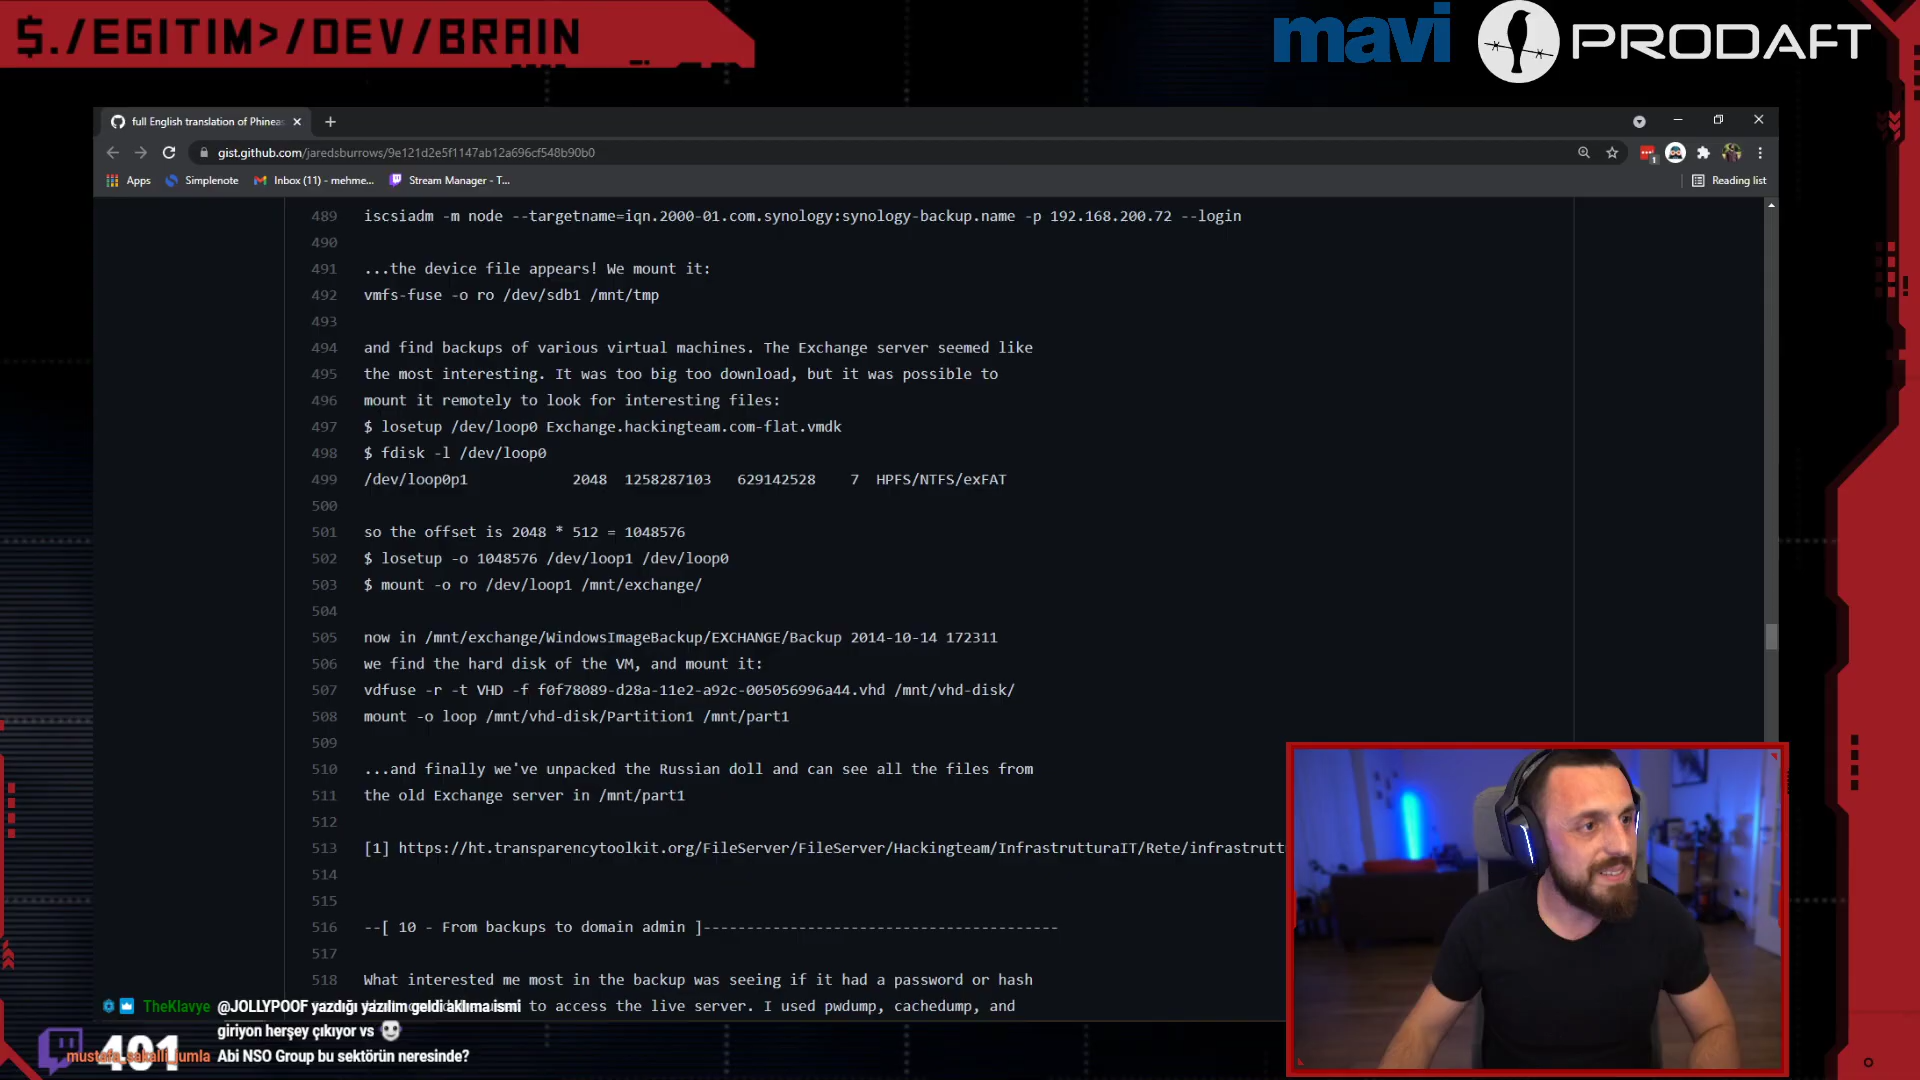 $./EGITIM>/DEV/BRAIN
mavi
PRODAFT
full English translation of Phineas
gist.github.com/jaredsburrows/9e121d2e5f1147ab12a696cf548b90b0
Apps
Simplenote
Inbox (11) - mehme...
Stream Manager - T...
Reading list
489 iscsiadm -m node --targetname=iqn.2000-01.com.synology:synology-backup.name -p 192.168.200.72 --login
490
491 ...the device file appears! We mount it:
492 vmfs-fuse -o ro /dev/sdb1 /mnt/tmp
493
494 and find backups of various virtual machines. The Exchange server seemed like
495 the most interesting. It was too big too download, but it was possible to
496 mount it remotely to look for interesting files:
497 $ losetup /dev/loop0 Exchange.hackingteam.com-flat.vmdk
498 $ fdisk -l /dev/loop0
499 /dev/loop0p1 2048 1258287103 629142528 7 HPFS/NTFS/exFAT
500
501 so the offset is 2048 * 512 = 1048576
502 $ losetup -o 1048576 /dev/loop1 /dev/loop0
503 $ mount -o ro /dev/loop1 /mnt/exchange/
504
505 now in /mnt/exchange/WindowsImageBackup/EXCHANGE/Backup 2014-10-14 172311
506 we find the hard disk of the VM, and mount it:
507 vdfuse -r -t VHD -f f0f78089-d28a-11e2-a92c-005056996a44.vhd /mnt/vhd-disk/
508 mount -o loop /mnt/vhd-disk/Partition1 /mnt/part1
509
510 ...and finally we've unpacked the Russian doll and can see all the files from
511 the old Exchange server in /mnt/part1
512
513 [1] https://ht.transparencytoolkit.org/FileServer/FileServer/Hackingteam/InfrastrutturaIT/Rete/infrastrutt
514
515
516 --[ 10 - From backups to domain admin ]-----------------------------------------
517
518 What interested me most in the backup was seeing if it had a password or hash
to access the live server. I used pwdump, cachedump, and
TheKlavye @JOLLYPOOF yazdığı yazılım geldi aklıma ismi
giriyon herşey çıkıyor vs
401
mustafa_sakalli_jumla Abi NSO Group bu sektörün neresinde?